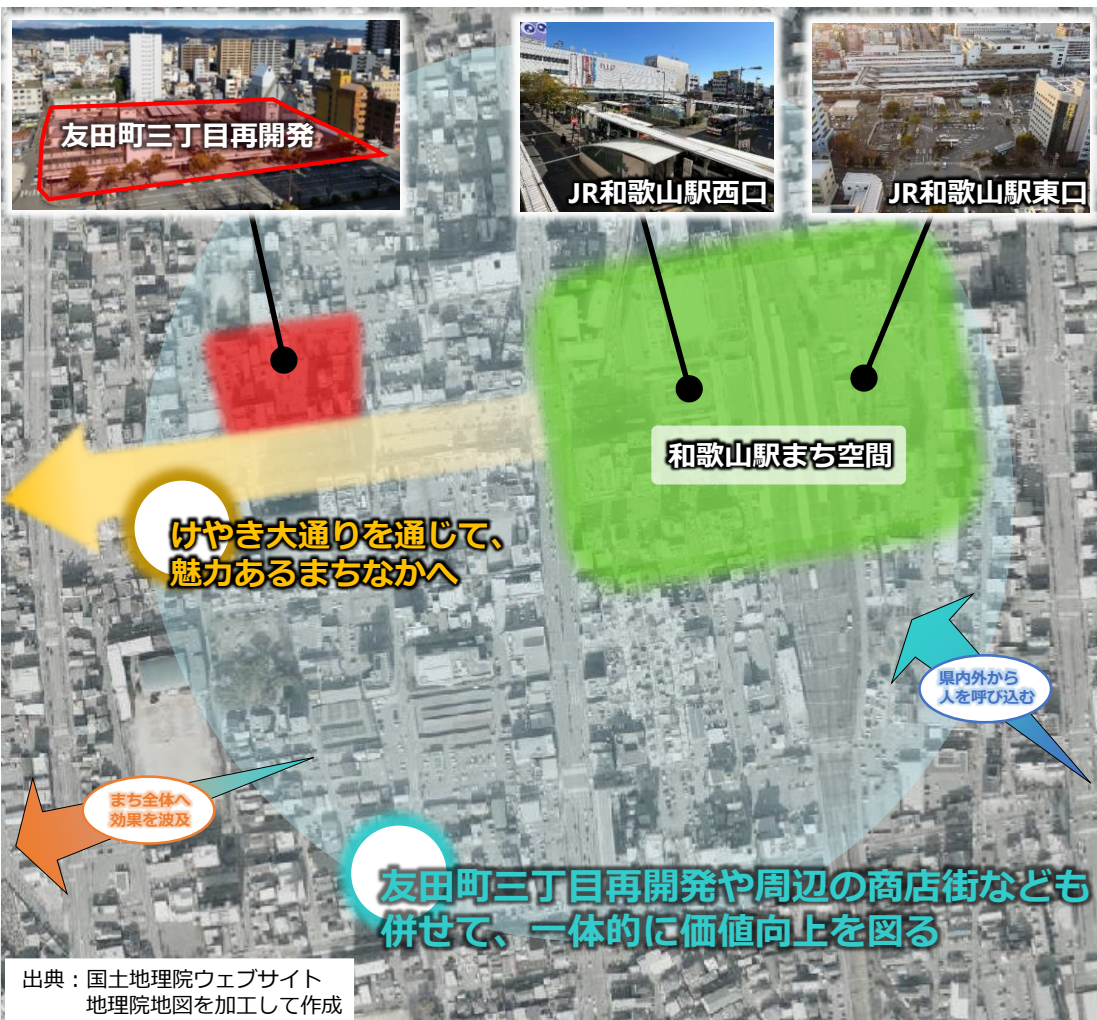 友田町三丁目再開発
JR和歌山駅西口
JR和歌山駅東口
和歌山駅まち空間
けやき大通りを通じて、
魅力あるまちなかへ
県内外から
人を呼び込む
まち全体へ
効果を波及
友田町三丁目再開発や周辺の商店街なども
併せて、一体的に価値向上を図る
出典：国土地理院ウェブサイト
地理院地図を加工して作成